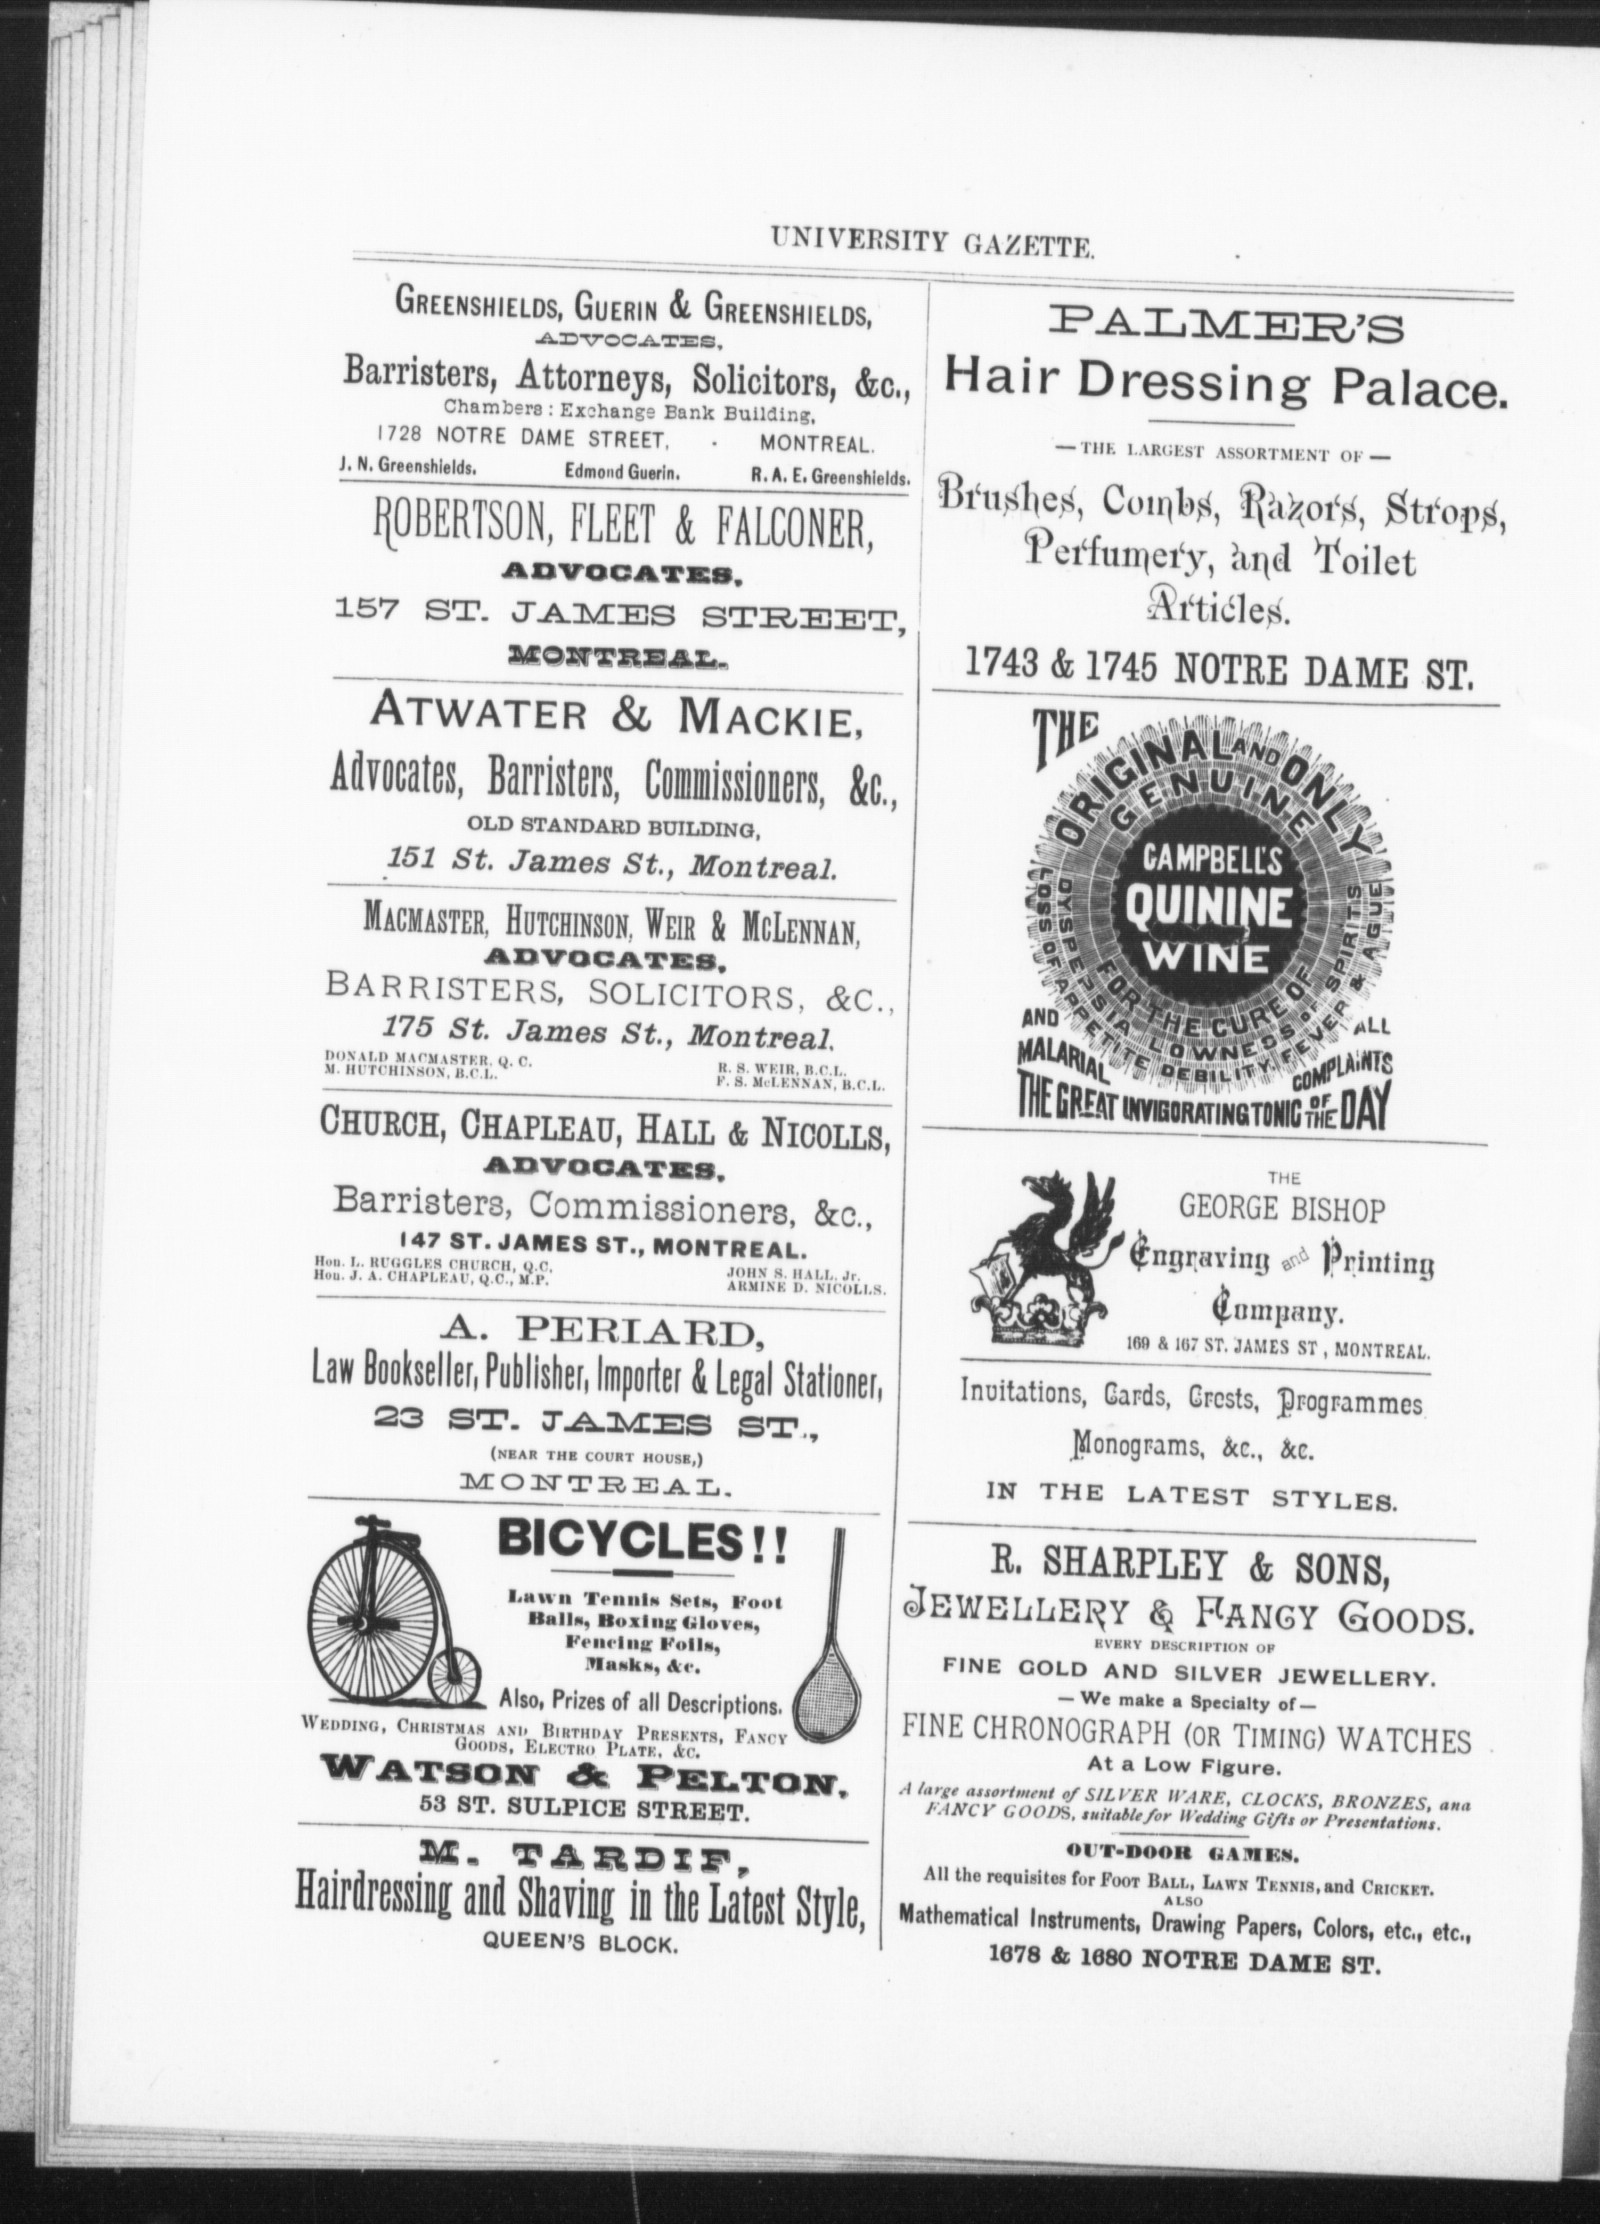 UNIVERSITY GAZETTE.
GREENSHIELDS, GUERIN & GREENSHIELDS,
ADVOCATES,
Barristers, Attorneys, Solicitors, &c.,
Chambers: Exchange Bank Building,
1728 NOTRE DAME STREET, - MONTREAL.
J. N. Greenshields. Edmond Guerin. R. A. E. Greenshields.
ROBERTSON, FLEET & FALCONER,
ADVOCATES,
157 ST. JAMES STREET,
MONTREAL.
ATWATER & MACKIE,
Advocates, Barristers, Commissioners, &c.,
OLD STANDARD BUILDING,
151 St. James St., Montreal.
MACMASTER, HUTCHINSON, WEIR & McLENNAN,
ADVOCATES,
BARRISTERS, SOLICITORS, &C.,
175 St. James St., Montreal.
DONALD MACMASTER, Q. C. R. S. WEIR, B.C.L.
M. HUTCHINSON, B.C.L. F. S. McLENNAN, B.C.L.
CHURCH, CHAPLEAU, HALL & NICOLLS,
ADVOCATES,
Barristers, Commissioners, &c.,
147 ST. JAMES ST., MONTREAL.
Hon. L. RUGGLES CHURCH, Q.C. JOHN S. HALL, Jr.
Hon. J. A. CHAPLEAU, Q.C., M.P. ARMINE D. NICOLLS.
A. PERIARD,
Law Bookseller, Publisher, Importer & Legal Stationer,
23 ST. JAMES ST.,
(NEAR THE COURT HOUSE,)
MONTREAL.
BICYCLES!!
Lawn Tennis Sets, Foot
Balls, Boxing Gloves,
Fencing Foils,
Masks, &c.
Also, Prizes of all Descriptions.
WEDDING, CHRISTMAS AND BIRTHDAY PRESENTS, FANCY
GOODS, ELECTRO PLATE, &C.
WATSON & PELTON,
53 ST. SULPICE STREET.
M. TARDIF,
Hairdressing and Shaving in the Latest Style,
QUEEN'S BLOCK.
PALMER'S
Hair Dressing Palace.
—THE LARGEST ASSORTMENT OF—
Brushes, Combs, Razors, Strops,
Perfumery, and Toilet
Articles.
1743 & 1745 NOTRE DAME ST.
THE
ORIGINAL AND ONLY
GENUINE
CAMPBELL'S
QUININE
WINE
FOR THE CURE OF
DYSPEPSIA LOWNESS OF SPIRITS
LOSS OF APPETITE DEBILITY, FEVER & AGUE
AND ALL
MALARIAL COMPLAINTS
THE GREAT INVIGORATING TONIC OF THE DAY
THE
GEORGE BISHOP
Engraving and Printing
Company.
169 & 167 ST. JAMES ST, MONTREAL.
Invitations, Cards, Crests, Programmes
Monograms, &c., &c.
IN THE LATEST STYLES.
R. SHARPLEY & SONS,
JEWELLERY & FANCY GOODS.
EVERY DESCRIPTION OF
FINE GOLD AND SILVER JEWELLERY.
—We make a Specialty of—
FINE CHRONOGRAPH (OR TIMING) WATCHES
At a Low Figure.
A large assortment of SILVER WARE, CLOCKS, BRONZES, and
FANCY GOODS, suitable for Wedding Gifts or Presentations.
OUT-DOOR GAMES.
All the requisites for FOOT BALL, LAWN TENNIS, and CRICKET.
ALSO
Mathematical Instruments, Drawing Papers, Colors, etc., etc.,
1678 & 1680 NOTRE DAME ST.